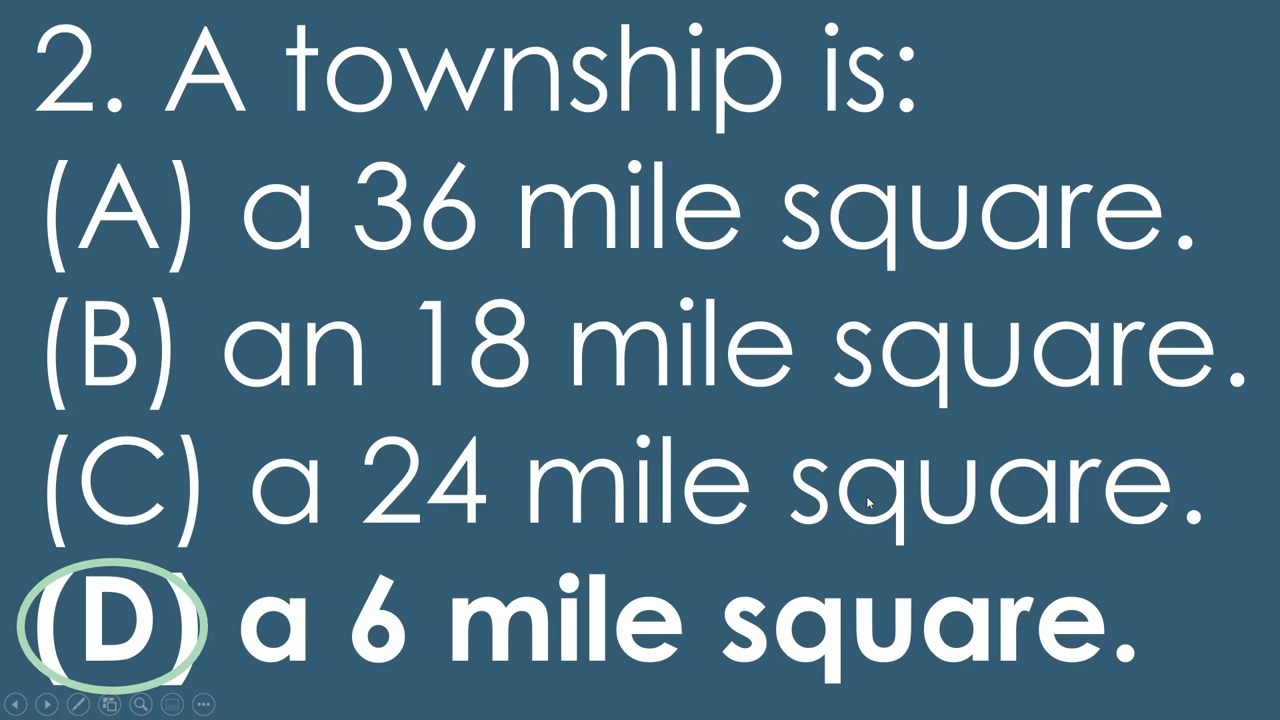 2. A township is:
(A) a 36 mile square.
(B) an 18 mile square.
(C) a 24 mile square.
(D) a 6 mile square.